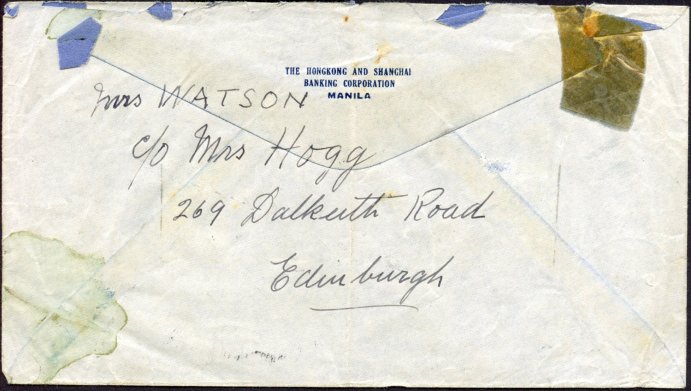 THE HONGKONG AND SHANGHAI
BANKING CORPORATION
MANILA
Mrs WATSON
c/o Mrs Hogg
269 Dalkeith Road
Edinburgh